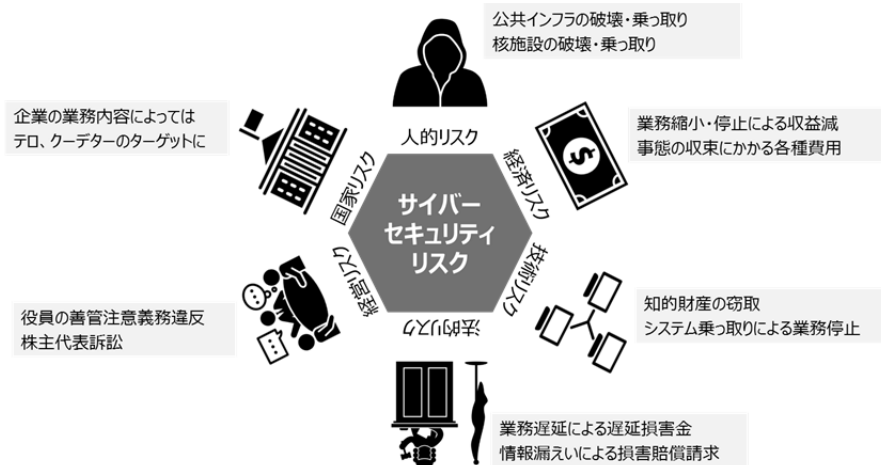 公共インフラの破壊・乗っ取り
核施設の破壊・乗っ取り
人的リスク
企業の業務内容によっては
テロ、クーデターのターゲットに
業務縮小・停止による収益減
事態の収束にかかる各種費用
国家リスク
経済リスク
サイバー
セキュリティ
リスク
経営リスク
技術リスク
法的リスク
役員の善管注意義務違反
株主代表訴訟
知的財産の窃取
システム乗っ取りによる業務停止
業務遅延による遅延損害金
情報漏えいによる損害賠償請求